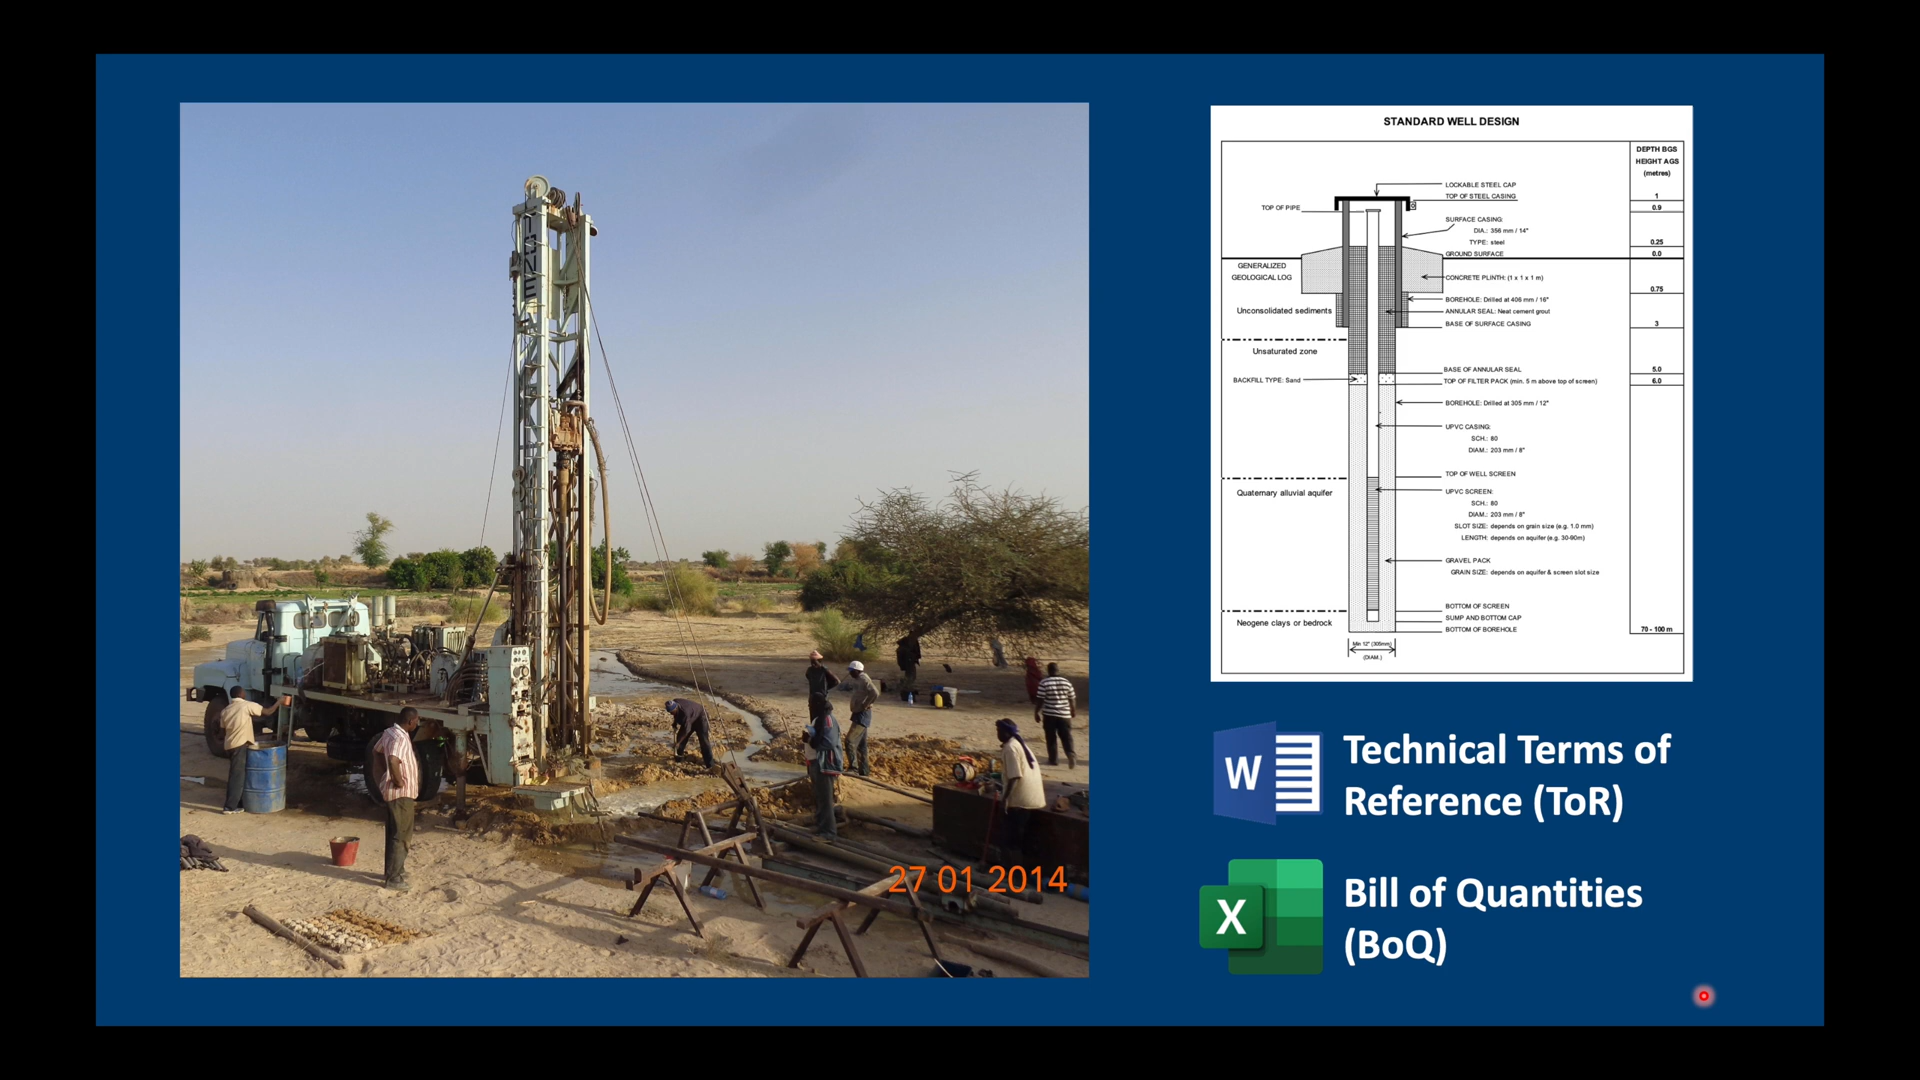 27 01 2014
STANDARD WELL DESIGN
DEPTH BGS
HEIGHT AGS
(metres)
LOCKABLE STEEL CAP
TOP OF STEEL CASING
1
TOP OF PIPE
0.9
SURFACE CASING:
DIA.: 356 mm / 14"
TYPE: steel
0.25
GROUND SURFACE
0.0
GENERALIZED
GEOLOGICAL LOG
CONCRETE PLINTH: (1 x 1 x 1 m)
0.75
BOREHOLE: Drilled at 406 mm / 16"
Unconsolidated sediments
ANNULAR SEAL: Neat cement grout
BASE OF SURFACE CASING
3
Unsaturated zone
BASE OF ANNULAR SEAL
5.0
BACKFILL TYPE: Sand
TOP OF FILTER PACK (min. 5 m above top of screen)
6.0
BOREHOLE: Drilled at 305 mm / 12"
UPVC CASING:
SCH.: 80
DIAM.: 203 mm / 8"
TOP OF WELL SCREEN
Quaternary alluvial aquifer
UPVC SCREEN:
SCH.: 80
DIAM.: 203 mm / 8"
SLOT SIZE: depends on grain size (e.g. 1.0 mm)
LENGTH: depends on aquifer (e.g. 30-90m)
GRAVEL PACK
GRAIN SIZE: depends on aquifer & screen slot size
BOTTOM OF SCREEN
SUMP AND BOTTOM CAP
Neogene clays or bedrock
BOTTOM OF BOREHOLE
70 - 100 m
Min 12" (305mm)
(DIAM.)
W
Technical Terms of
Reference (ToR)
X
Bill of Quantities
(BoQ)